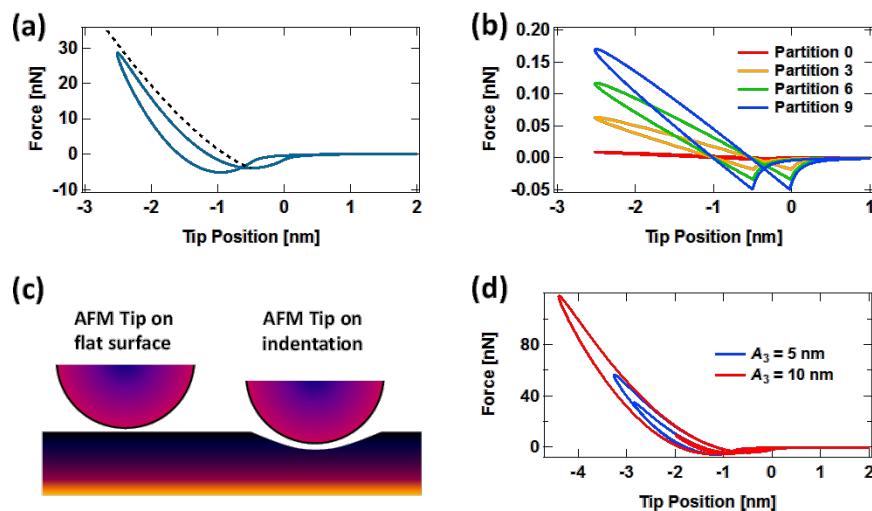 (a)
30
20
10
0
-10
Force [nN]
-3 -2 -1 0 1 2
Tip Position [nm]
(b)
0.20
0.15
0.10
0.05
0.00
-0.05
Force [nN]
Partition 0
Partition 3
Partition 6
Partition 9
-3 -2 -1 0 1
Tip Position [nm]
(c)
AFM Tip on
flat surface
AFM Tip on
indentation
(d)
80
40
0
Force [nN]
A3 = 5 nm
A3 = 10 nm
-4 -3 -2 -1 0 1 2
Tip Position [nm]